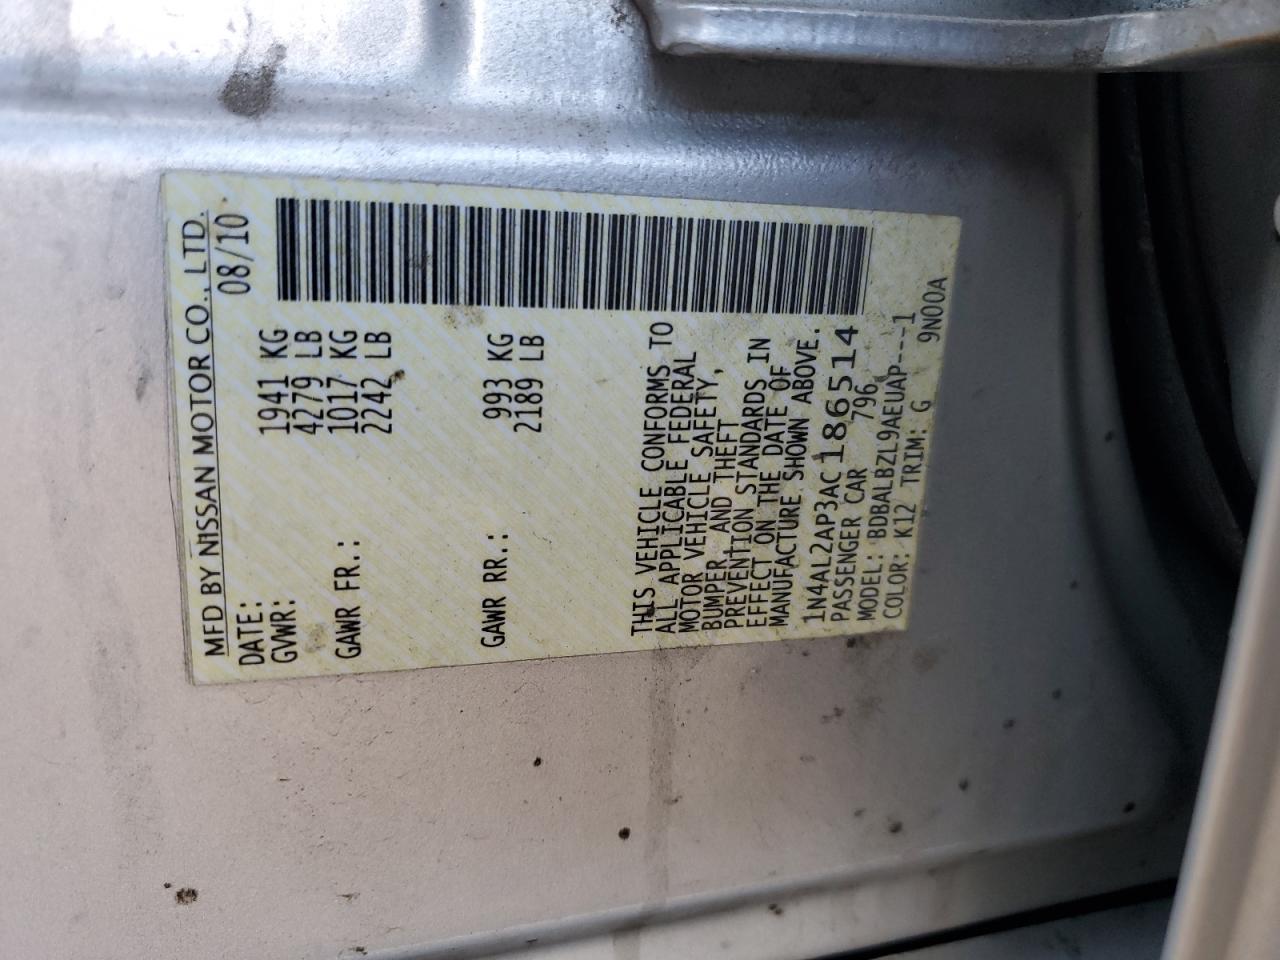 MFD BY NISSAN MOTOR CO., LTD.
DATE: 08/10
GVWR: 1941 KG
4279 LB
GAWR FR.: 1017 KG
2242 LB
GAWR RR.: 993 KG
2189 LB
THIS VEHICLE CONFORMS TO
ALL APPLICABLE FEDERAL
MOTOR VEHICLE SAFETY,
BUMPER, AND THEFT
PREVENTION STANDARDS IN
EFFECT ON THE DATE OF
MANUFACTURE SHOWN ABOVE.
1N4AL2AP3AC186514
PASSENGER CAR 796
MODEL: BDBALBZL9AEUAP---1
COLOR: K12 TRIM: G 9N00A